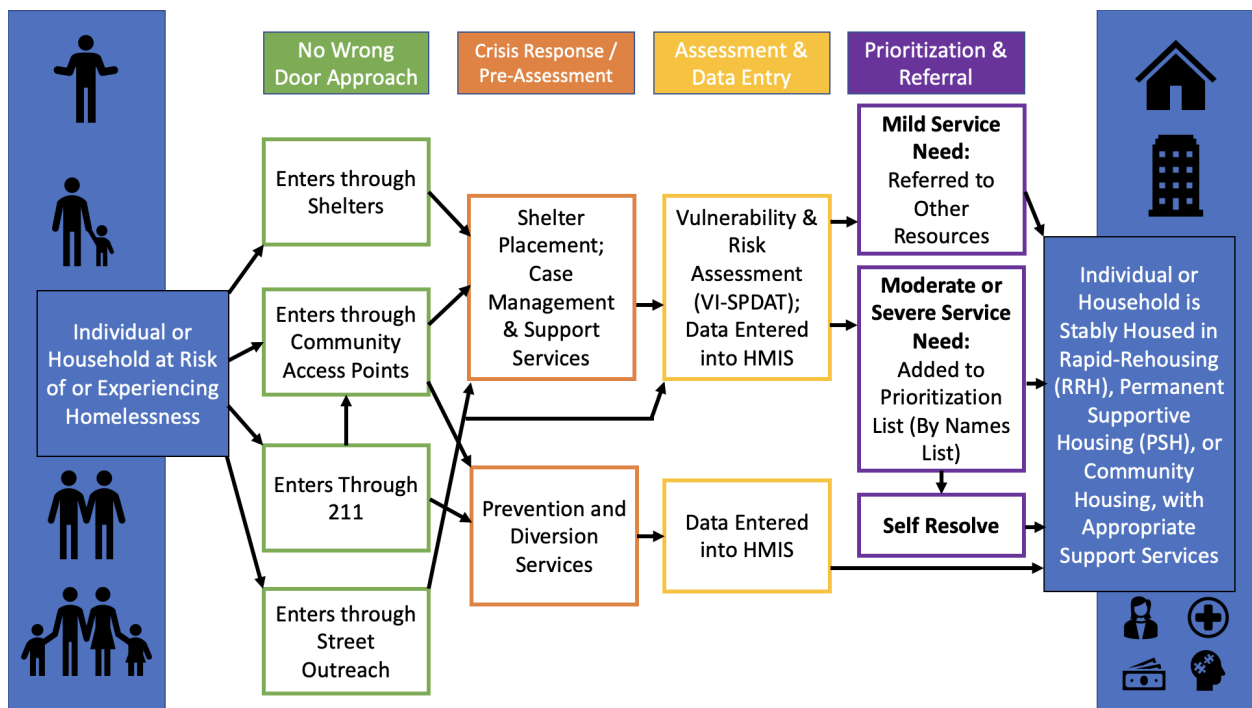 No Wrong
Door Approach
Crisis Response /
Pre-Assessment
Assessment &
Data Entry
Prioritization &
Referral
Individual or
Household at Risk
of or Experiencing
Homelessness
Enters through
Shelters
Enters through
Community
Access Points
Enters Through
211
Enters through
Street
Outreach
Shelter
Placement;
Case
Management
& Support
Services
Prevention and
Diversion
Services
Vulnerability &
Risk
Assessment
(VI-SPDAT);
Data Entered
into HMIS
Data Entered
into HMIS
Mild Service
Need:
Referred to
Other
Resources
Moderate or
Severe Service
Need:
Added to
Prioritization
List (By Names
List)
Self Resolve
Individual or
Household is
Stably Housed in
Rapid-Rehousing
(RRH), Permanent
Supportive
Housing (PSH), or
Community
Housing, with
Appropriate
Support Services